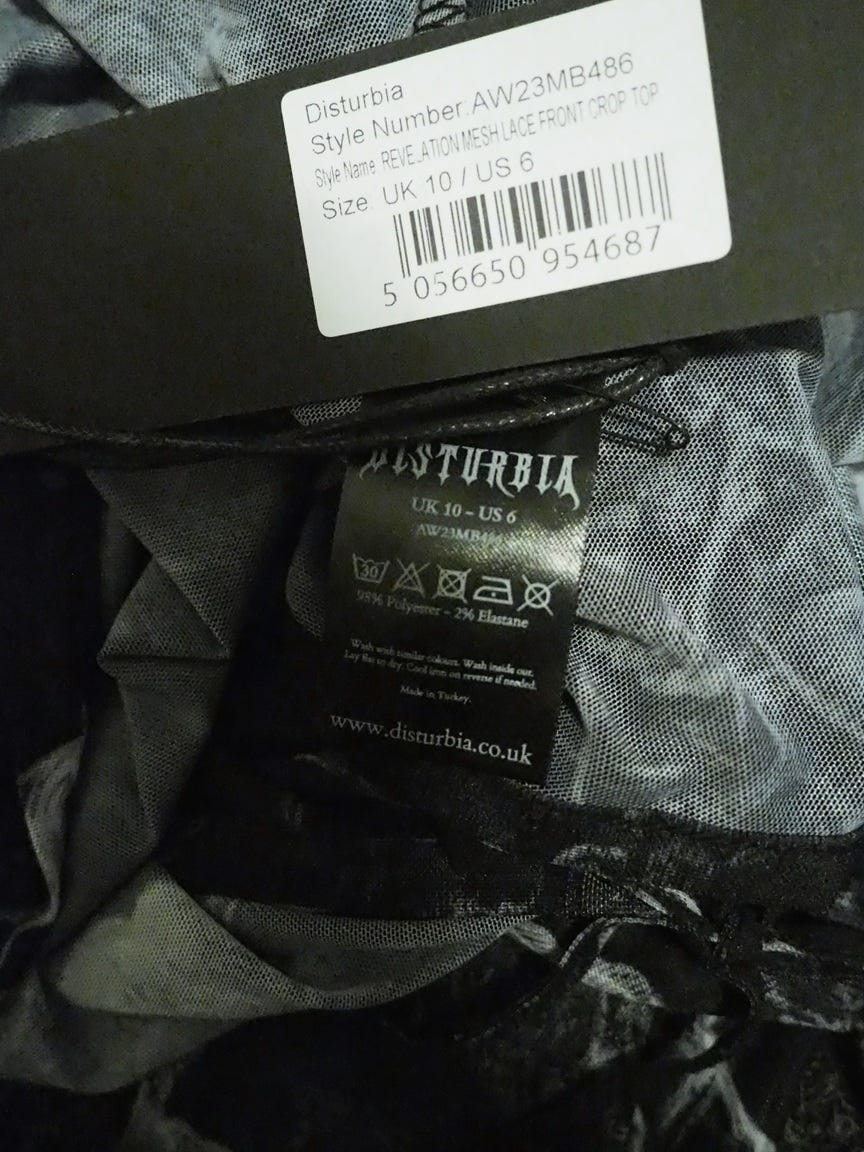 Disturbia
Style Number: AW23MB486
Style Name REVELATION MESH LACE FRONT CROP TOP
Size: UK 10 / US 6
5 056650 954687
DISTURBIA
UK 10 – US 6
AW23MB486
30
98% Polyester – 2% Elastane
Wash with similar colours. Wash inside out.
Lay flat to dry. Cool iron on reverse if needed.
Made in Turkey.
www.disturbia.co.uk